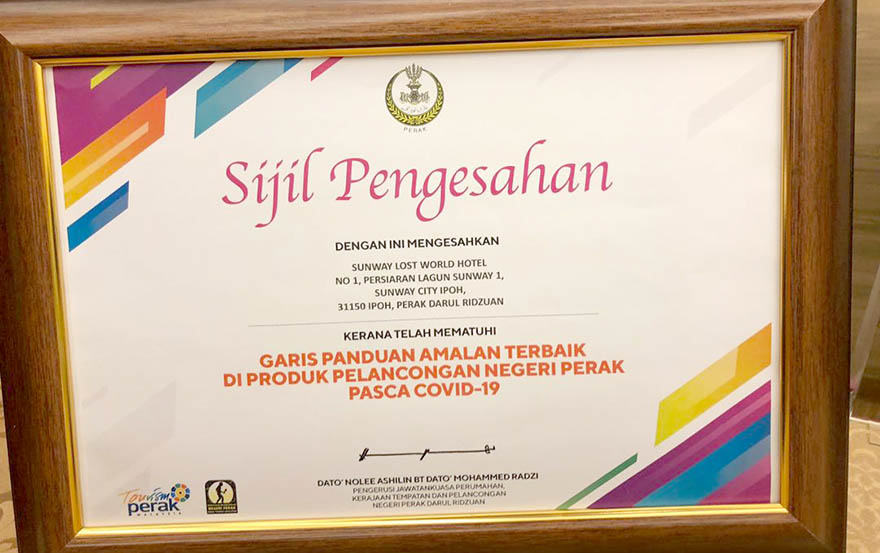 PERAK
Sijil Pengesahan
DENGAN INI MENGESAHKAN
SUNWAY LOST WORLD HOTEL
NO 1, PERSIARAN LAGUN SUNWAY 1,
SUNWAY CITY IPOH,
31150 IPOH, PERAK DARUL RIDZUAN
KERANA TELAH MEMATUHI
GARIS PANDUAN AMALAN TERBAIK
DI PRODUK PELANCONGAN NEGERI PERAK
PASCA COVID-19
DATO' NOLEE ASHILIN BT DATO' MOHAMMED RADZI
PENGERUSI JAWATANKUASA PERUMAHAN,
KERAJAAN TEMPATAN DAN PELANCONGAN
NEGERI PERAK DARUL RIDZUAN
Tourism
perak
MALAYSIA